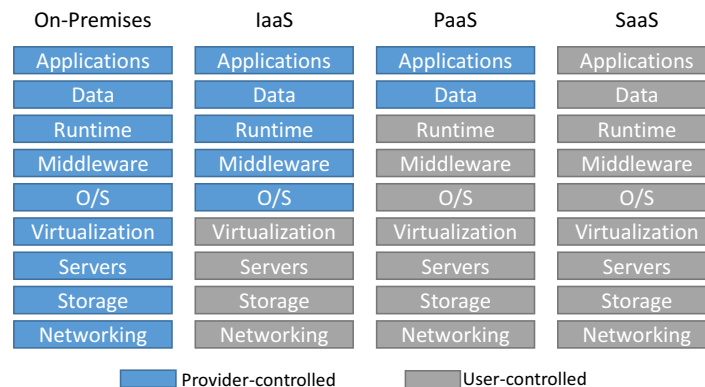 On-Premises IaaS PaaS SaaS
Applications Applications Applications Applications
Data Data Data Data
Runtime Runtime Runtime Runtime
Middleware Middleware Middleware Middleware
O/S O/S O/S O/S
Virtualization Virtualization Virtualization Virtualization
Servers Servers Servers Servers
Storage Storage Storage Storage
Networking Networking Networking Networking
Provider-controlled User-controlled